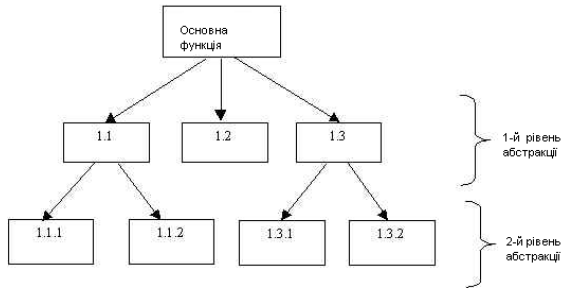 Основна
функція
1.1
1.2
1.3
1-й рівень
абстракції
1.1.1
1.1.2
1.3.1
1.3.2
2-й рівень
абстракції